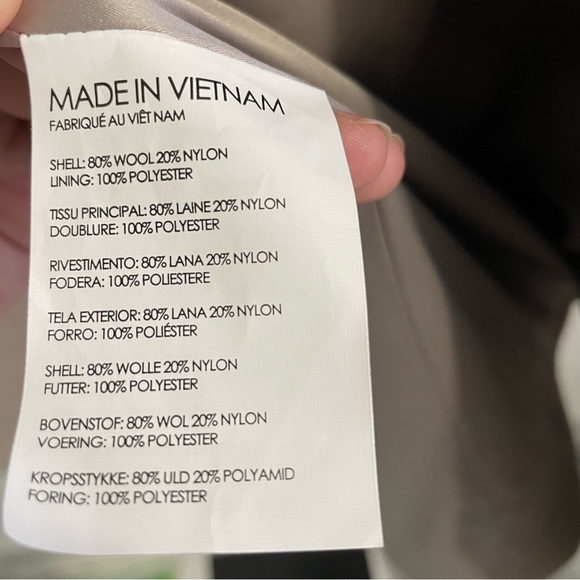 MADE IN VIETNAM
FABRIQUÉ AU VIÊT NAM
SHELL: 80% WOOL 20% NYLON
LINING: 100% POLYESTER
TISSU PRINCIPAL: 80% LAINE 20% NYLON
DOUBLURE: 100% POLYESTER
RIVESTIMENTO: 80% LANA 20% NYLON
FODERA: 100% POLIESTERE
TELA EXTERIOR: 80% LANA 20% NYLON
FORRO: 100% POLIÉSTER
SHELL: 80% WOLLE 20% NYLON
FUTTER: 100% POLYESTER
BOVENSTOF: 80% WOL 20% NYLON
VOERING: 100% POLYESTER
KROPSSTYKKE: 80% ULD 20% POLYAMID
FORING: 100% POLYESTER